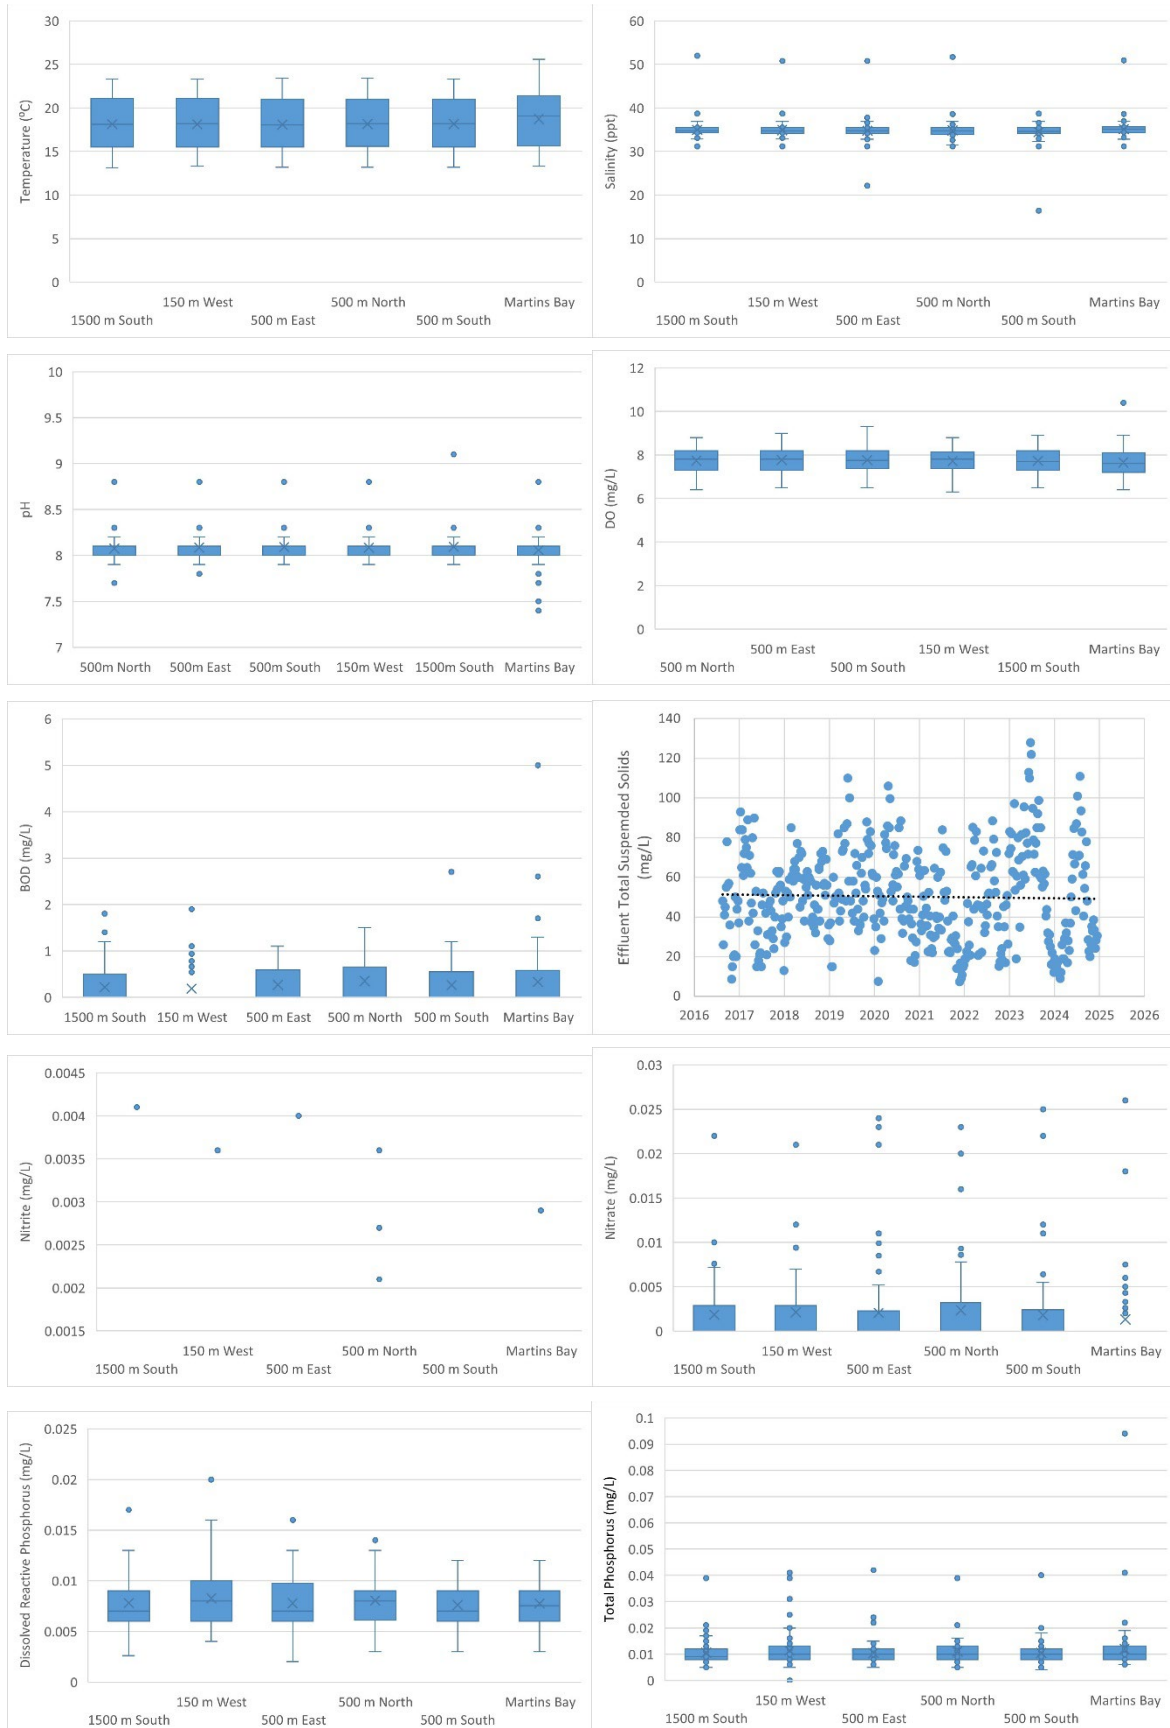 30
25
20
15
10
5
0
Temperature (⁰C)
150 m West 500 m North Martins Bay
1500 m South 500 m East 500 m South
60
50
40
30
20
10
0
Salinity (ppt)
150 m West 500 m North Martins Bay
1500 m South 500 m East 500 m South
10
9.5
9
8.5
8
7.5
7
pH
500m North 500m East 500m South 150m West 1500m South Martins Bay
12
10
8
6
4
2
0
DO (mg/L)
500 m East 150 m West Martins Bay
500 m North 500 m South 1500 m South
6
5
4
3
2
1
0
BOD (mg/L)
1500 m South 150 m West 500 m East 500 m North 500 m South Martins Bay
140
120
100
80
60
40
20
0
Effluent Total Suspemded Solids
(mg/L)
2016 2017 2018 2019 2020 2021 2022 2023 2024 2025 2026
0.0045
0.004
0.0035
0.003
0.0025
0.002
0.0015
Nitrite (mg/L)
150 m West 500 m North Martins Bay
1500 m South 500 m East 500 m South
0.03
0.025
0.02
0.015
0.01
0.005
0
Nitrate (mg/L)
150 m West 500 m North Martins Bay
1500 m South 500 m East 500 m South
0.025
0.02
0.015
0.01
0.005
0
Dissolved Reactive Phosphorus (mg/L)
150 m West 500 m North Martins Bay
1500 m South 500 m East 500 m South
0.1
0.09
0.08
0.07
0.06
0.05
0.04
0.03
0.02
0.01
0
Total Phosphorus (mg/L)
150 m West 500 m North Martins Bay
1500 m South 500 m East 500 m South